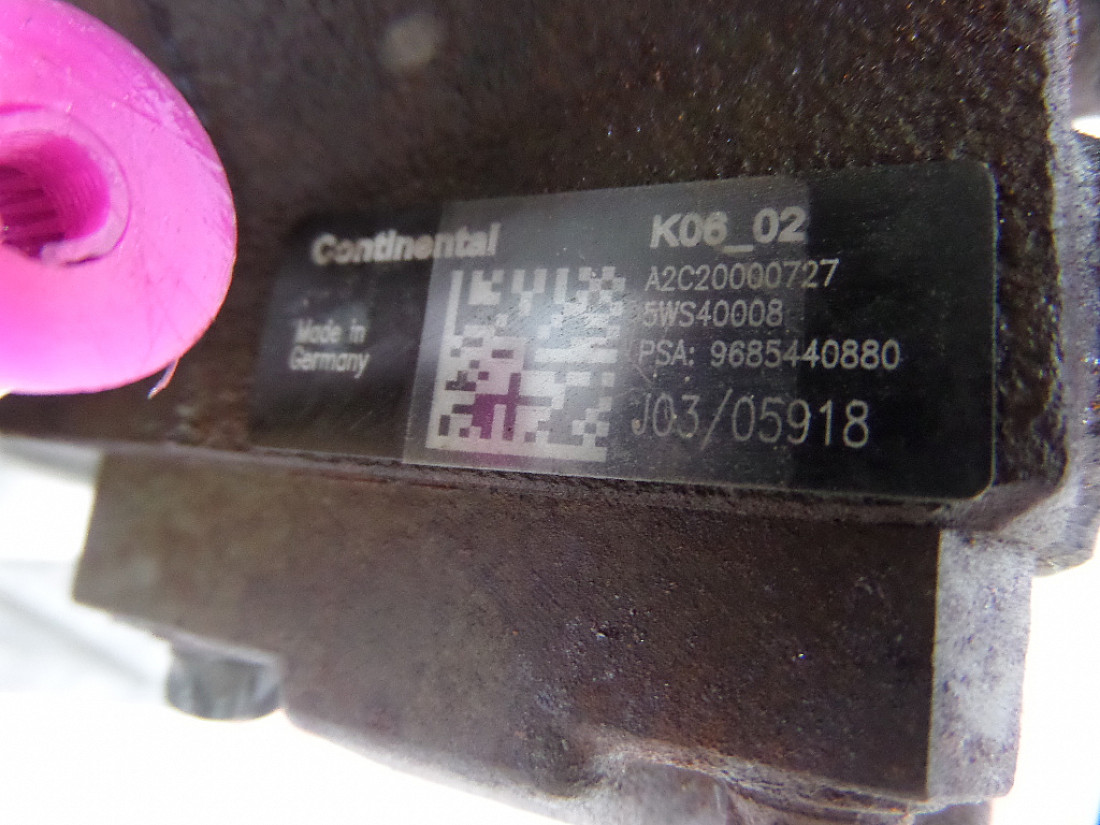 Continental
Made in
Germany
K06_02
A2C20000727
5WS40008
PSA: 9685440880
J03/05918